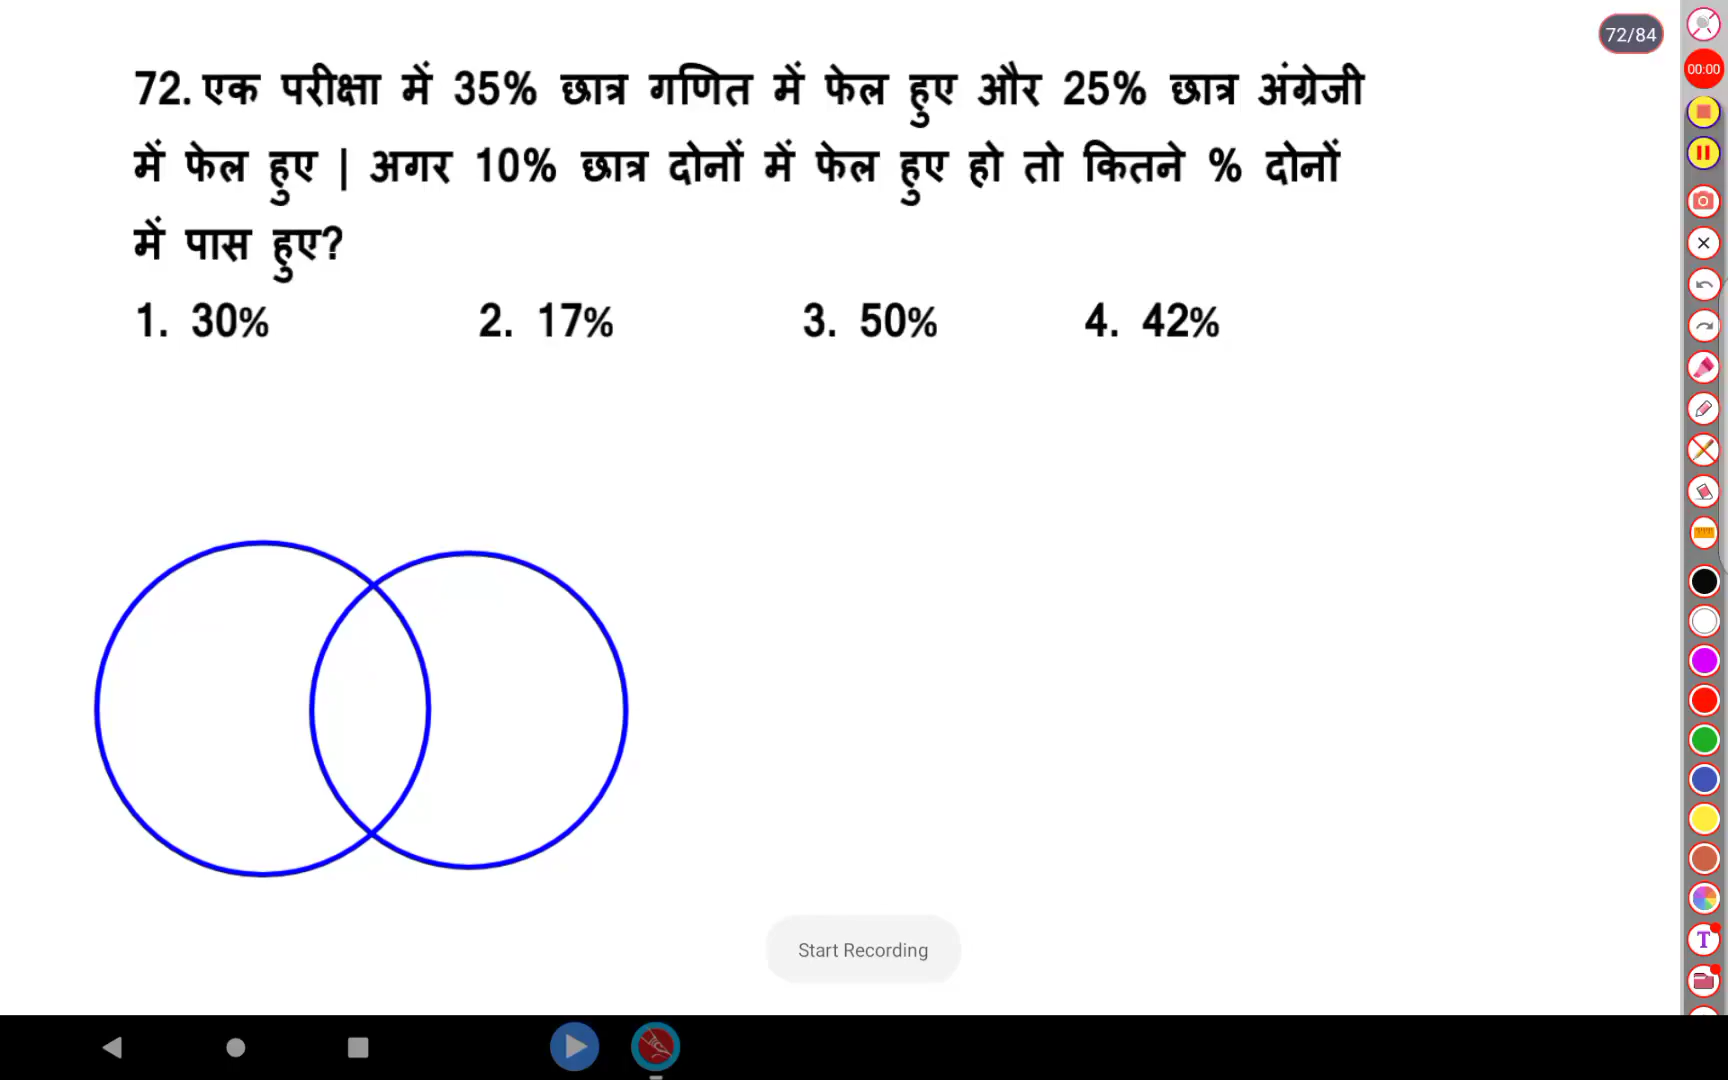 72/84
00:00
72. एक परीक्षा में 35% छात्र गणित में फेल हुए और 25% छात्र अंग्रेजी
में फेल हुए | अगर 10% छात्र दोनों में फेल हुए हो तो कितने % दोनों
में पास हुए?
1. 30% 2. 17% 3. 50% 4. 42%
T
Start Recording